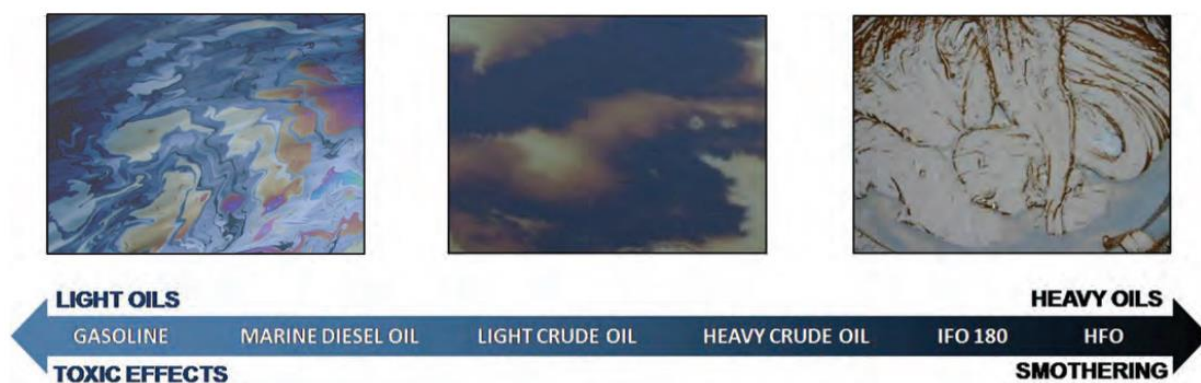 LIGHT OILS
HEAVY OILS
GASOLINE MARINE DIESEL OIL LIGHT CRUDE OIL HEAVY CRUDE OIL IFO 180 HFO
TOXIC EFFECTS
SMOTHERING